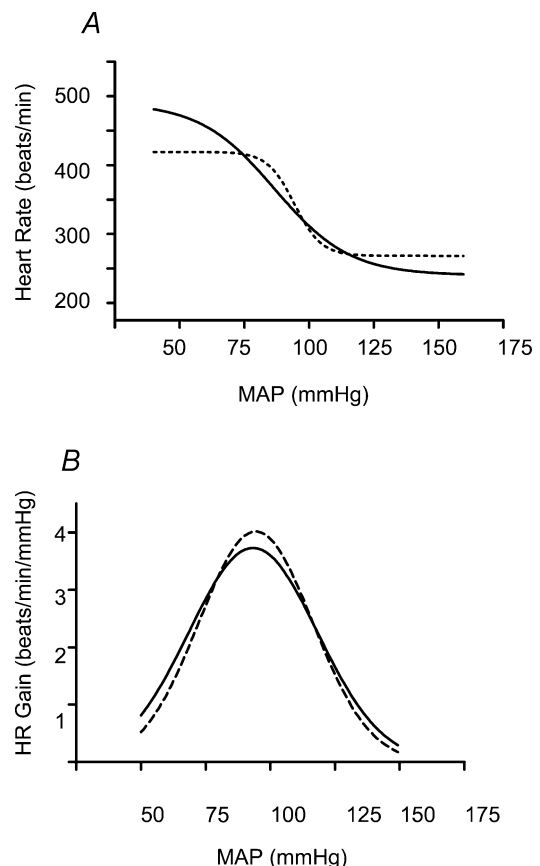 A
Heart Rate (beats/min)
500
400
300
200
50 75 100 125 150 175
MAP (mmHg)
B
HR Gain (beats/min/mmHg)
4
3
2
1
50 75 100 125 150 175
MAP (mmHg)